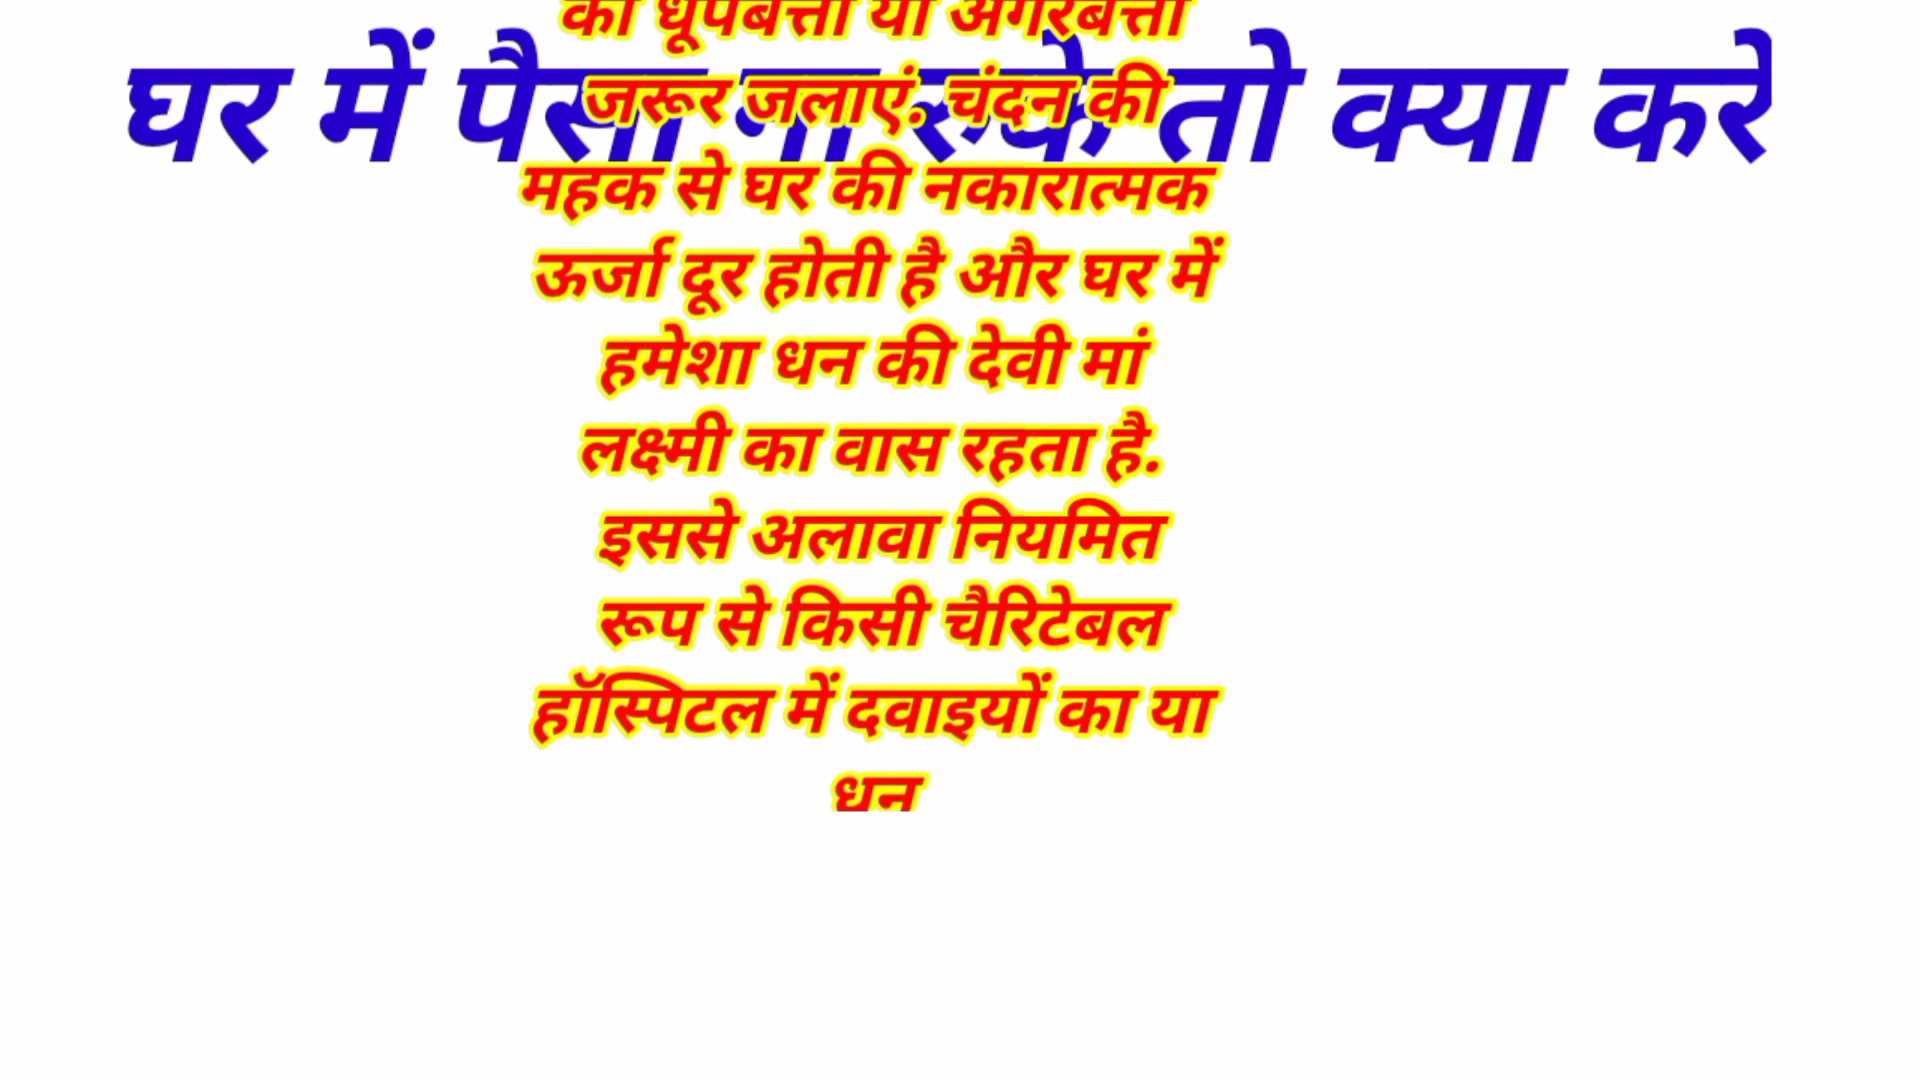 की धूपबत्ती या अगरबत्ती
घर में पैसा ना रुके तो क्या करे
जरूर जलाएं. चंदन की
महक से घर की नकारात्मक
ऊर्जा दूर होती है और घर में
हमेशा धन की देवी मां
लक्ष्मी का वास रहता है.
इससे अलावा नियमित
रूप से किसी चैरिटेबल
हॉस्पिटल में दवाइयों का या
धन